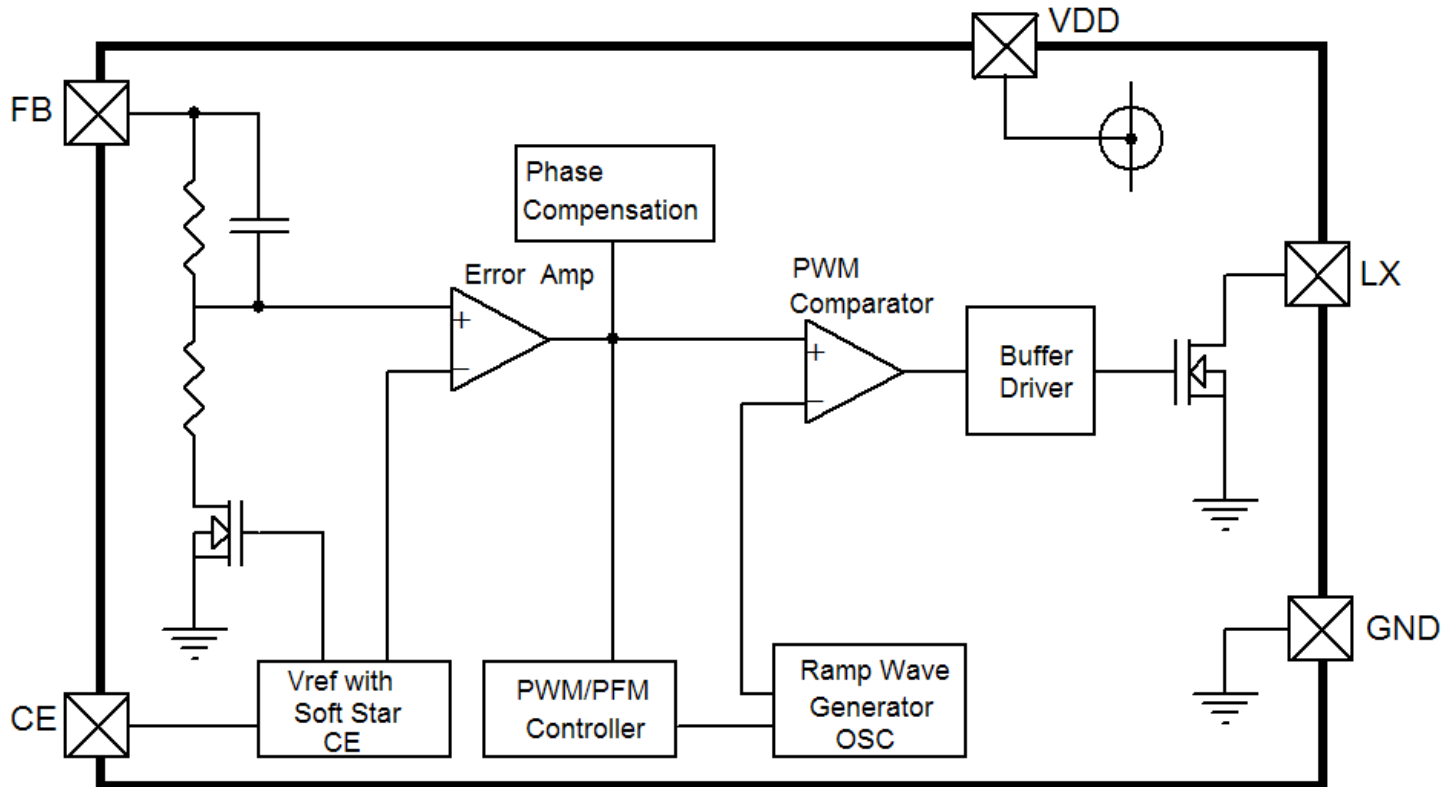 VDD
FB
Phase
Compensation
Error Amp
PWM
Comparator
LX
+
−
+
−
Buffer
Driver
GND
CE
Vref with
Soft Star
CE
PWM/PFM
Controller
Ramp Wave
Generator
OSC